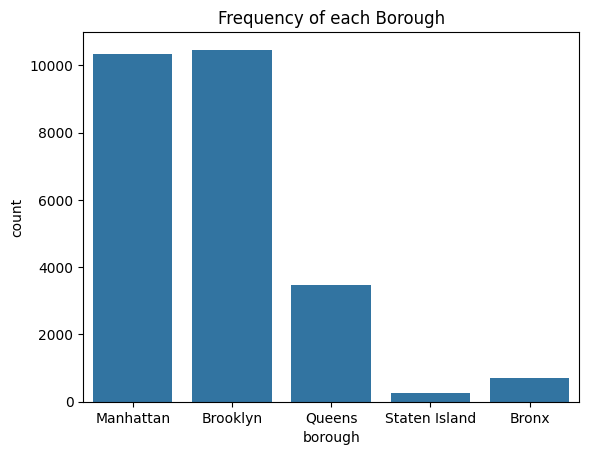 Frequency of each Borough
10000
8000
6000
4000
2000
0
count
Manhattan Brooklyn Queens Staten Island Bronx
borough